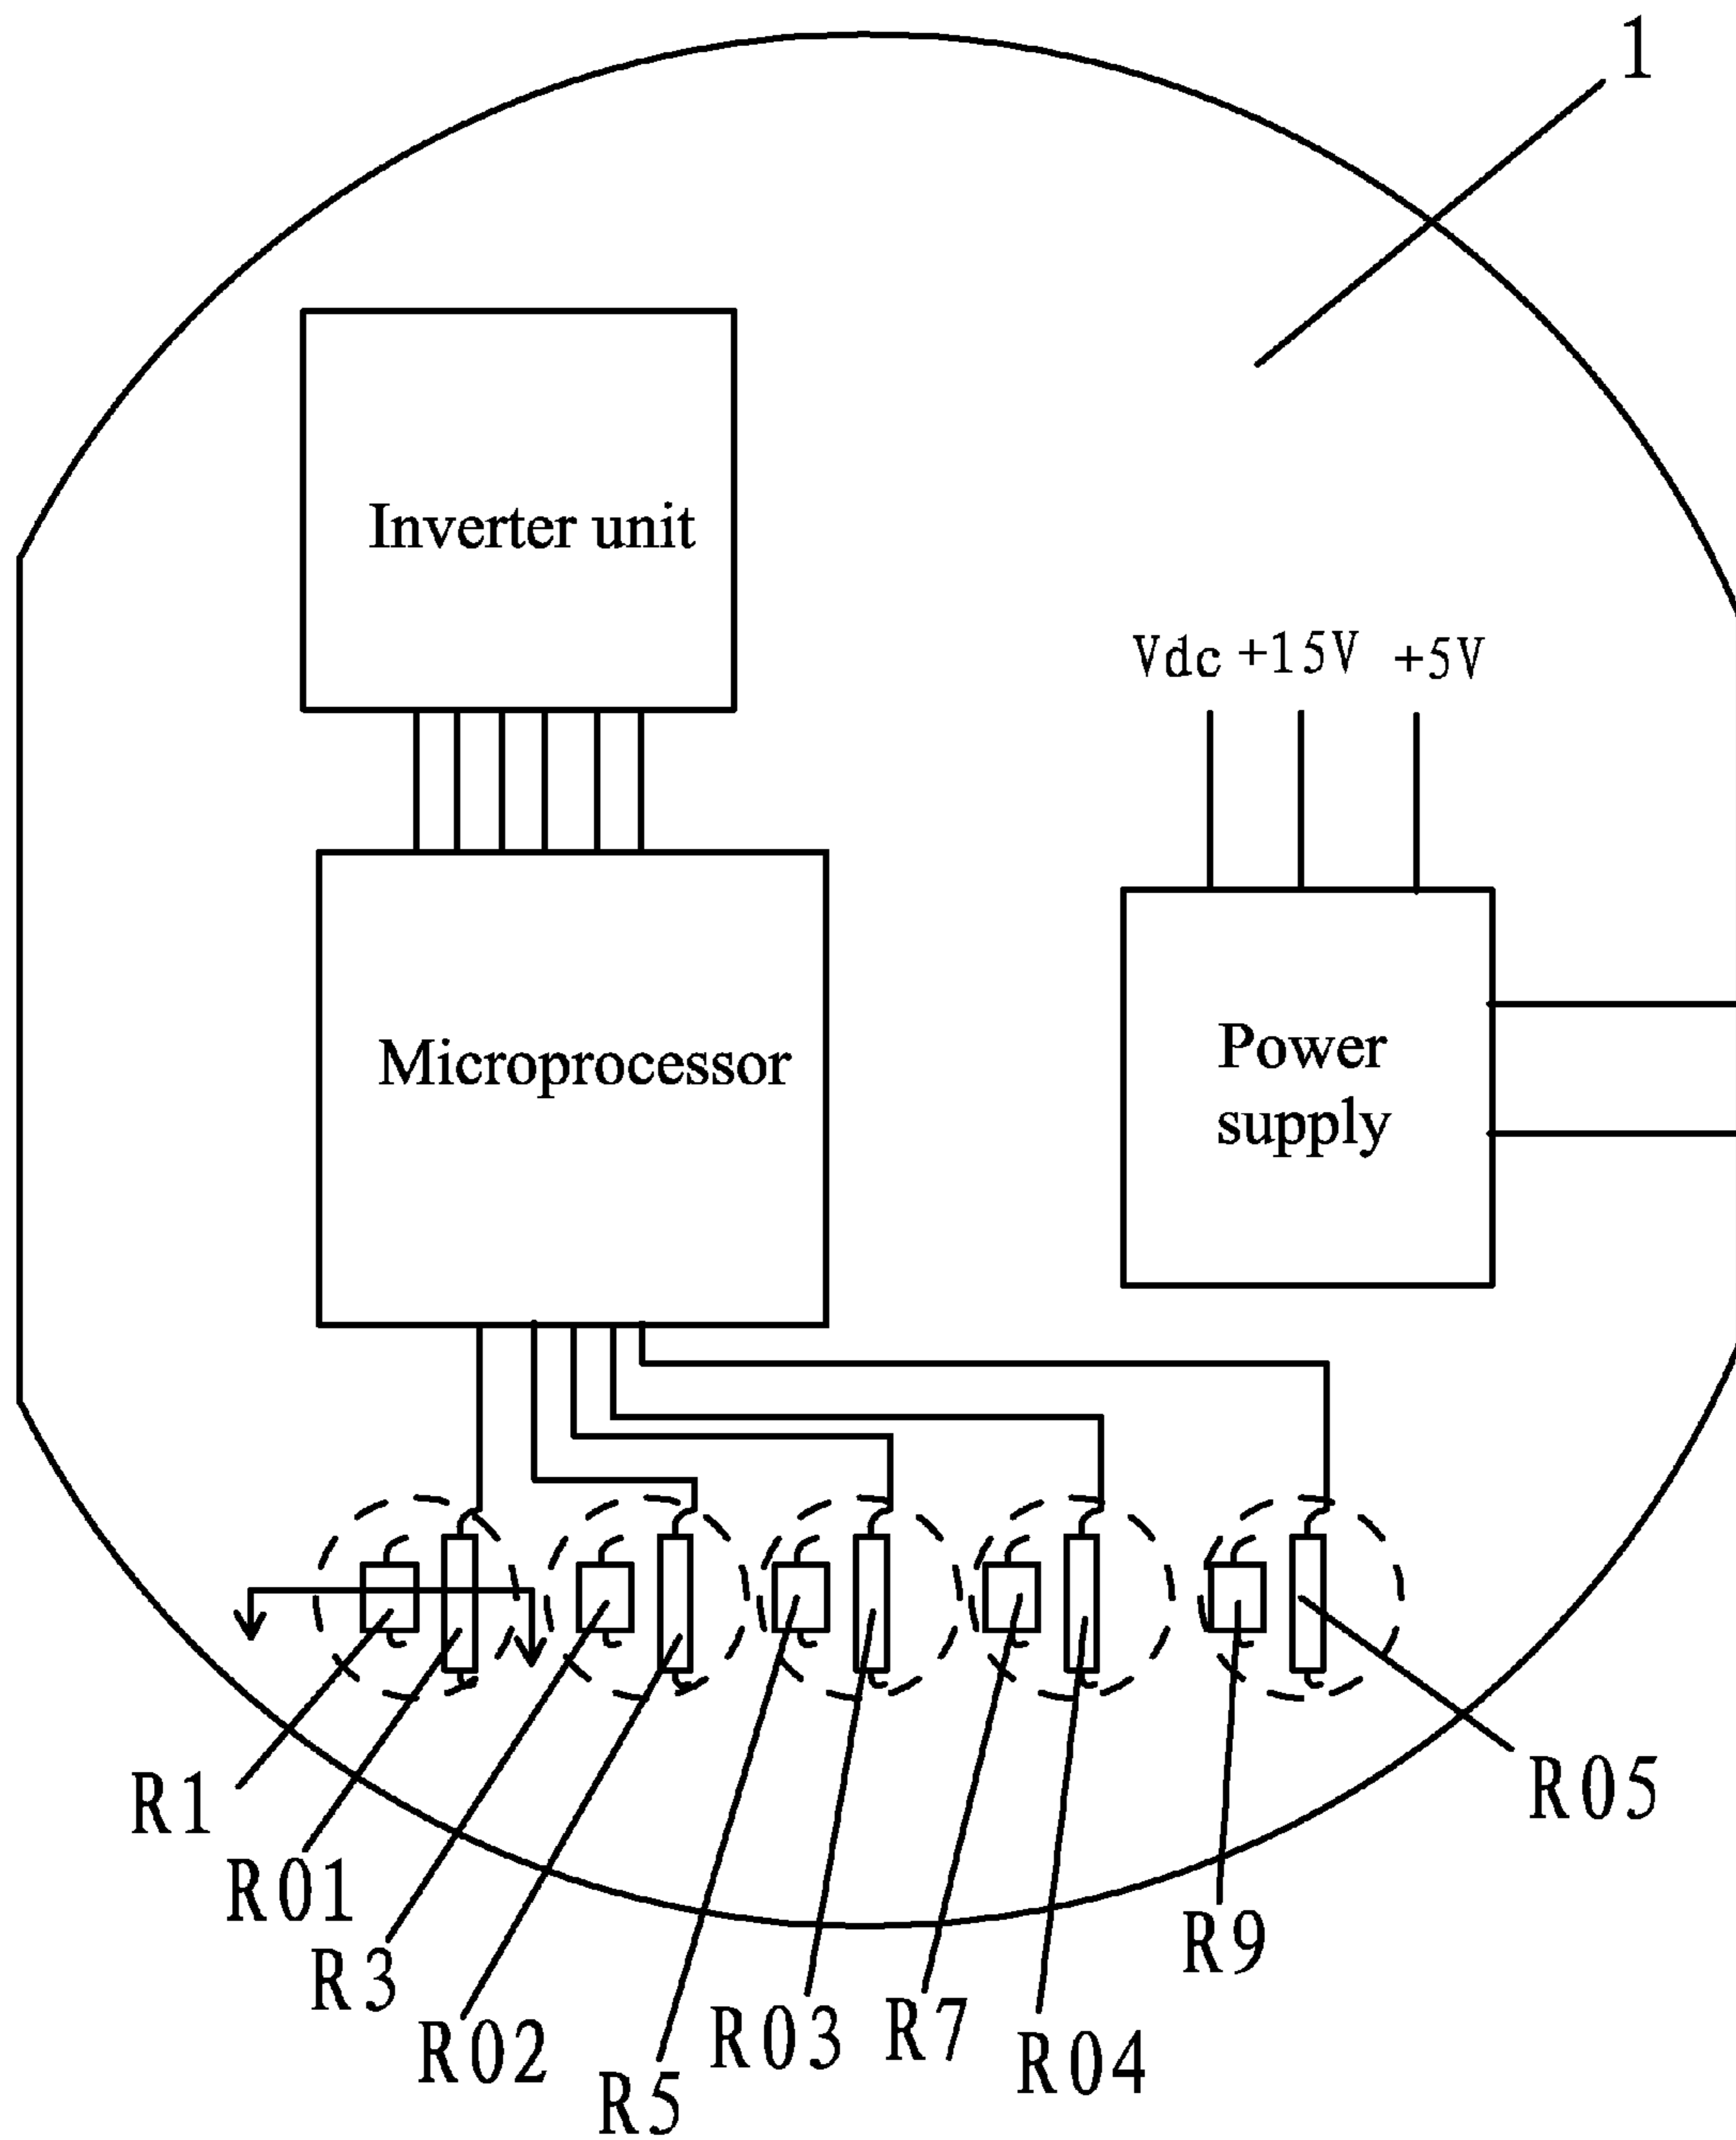 1
Inverter unit
Vdc +15V +5V
Microprocessor
Power
supply
R1
R01
R3
R02
R5
R03
R7
R04
R9
R05